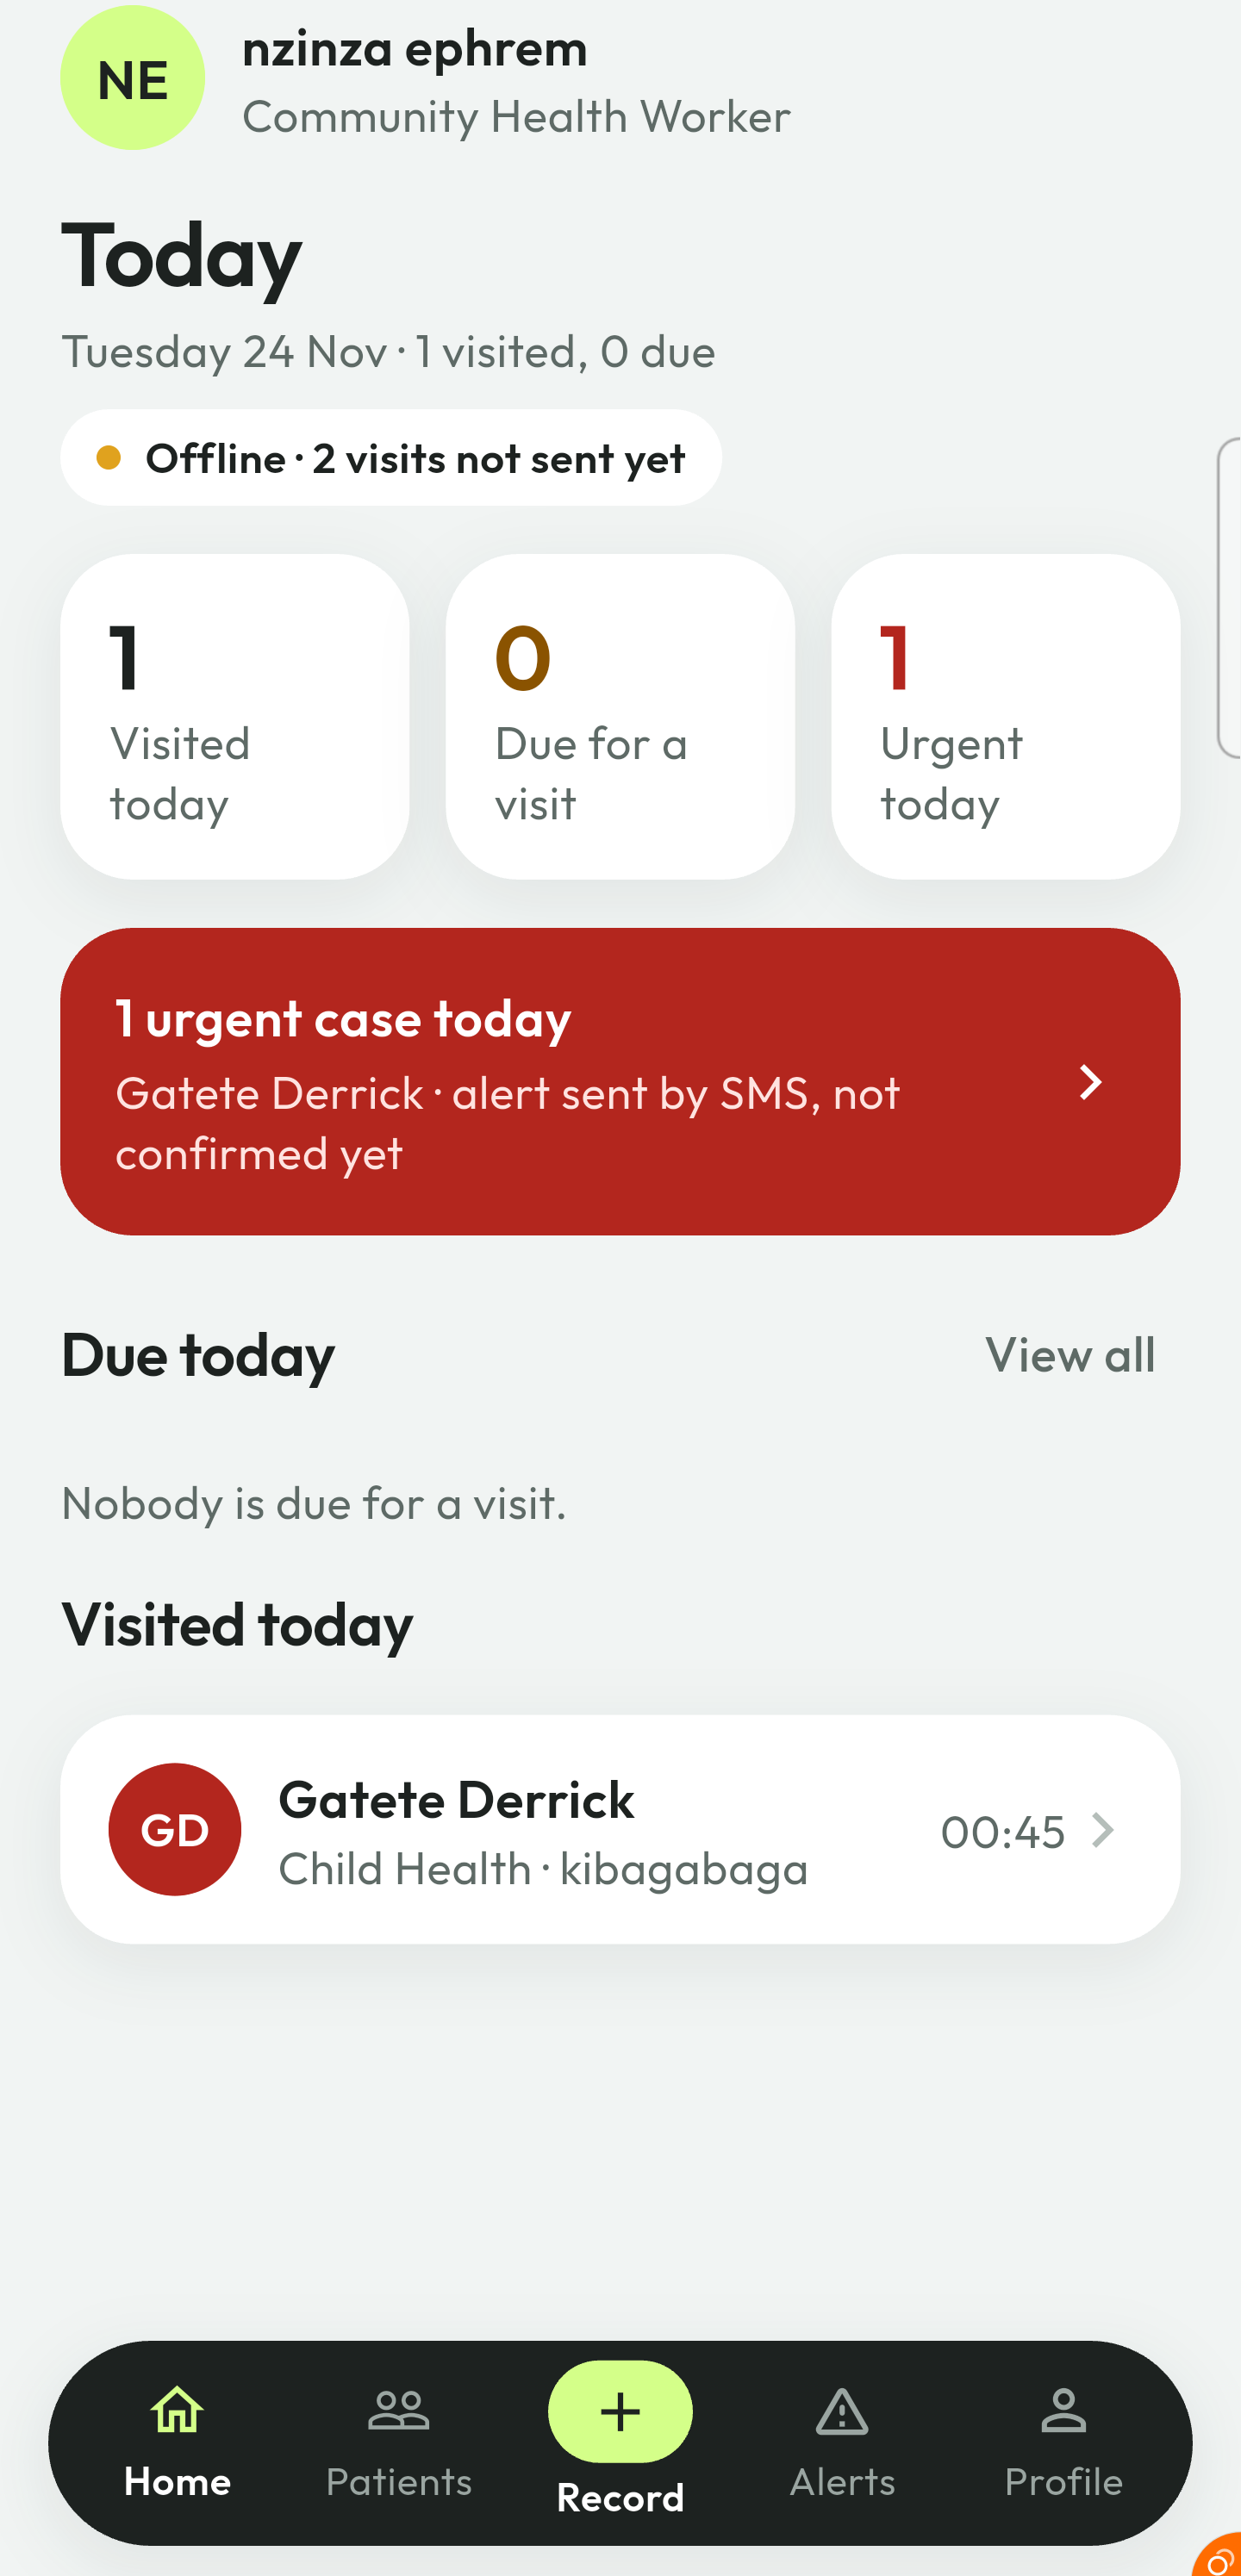 NE
nzinza ephrem
Community Health Worker
Today
Tuesday 24 Nov · 1 visited, 0 due
Offline · 2 visits not sent yet
1
Visited
today
0
Due for a
visit
1
Urgent
today
1 urgent case today
Gatete Derrick · alert sent by SMS, not
confirmed yet
Due today
View all
Nobody is due for a visit.
Visited today
GD
Gatete Derrick
Child Health · kibagabaga
00:45
Home
Patients
Record
Alerts
Profile